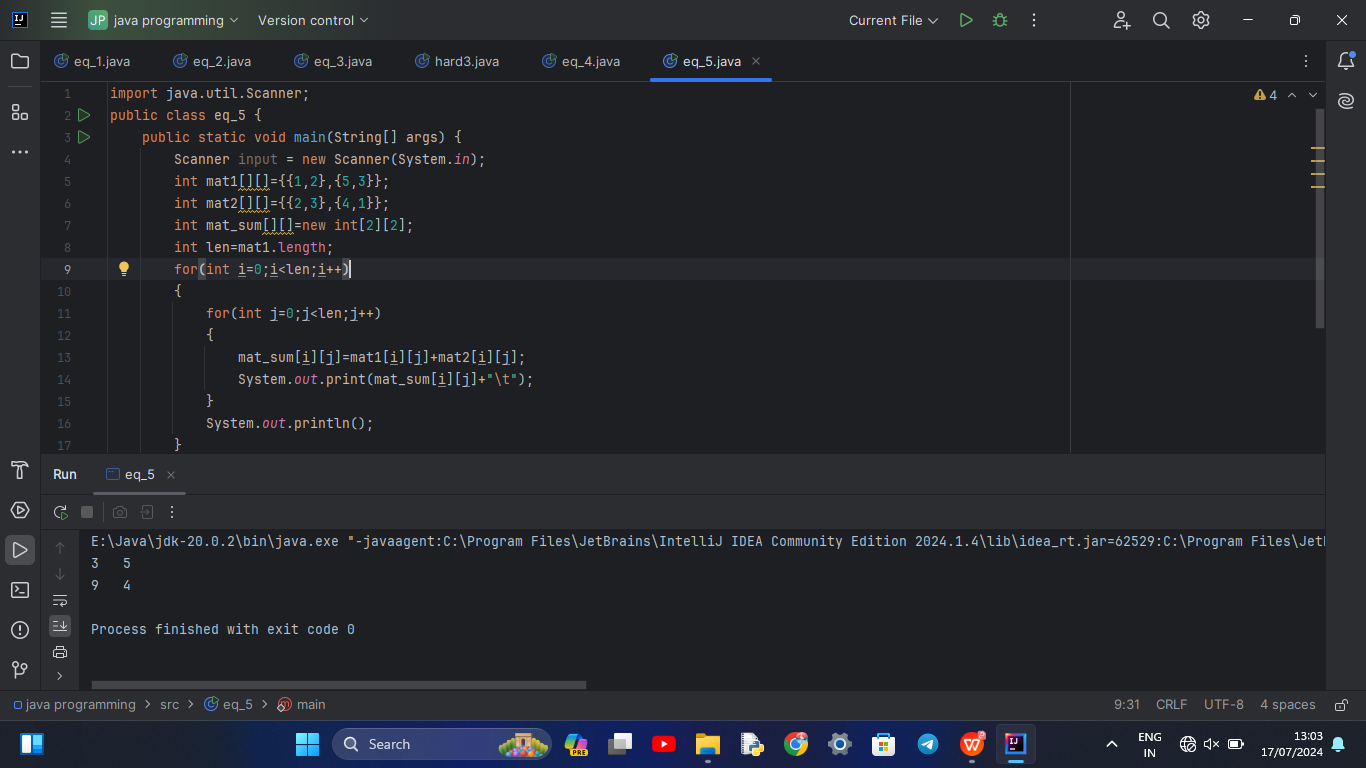 JP java programming Version control Current File
eq_1.java eq_2.java eq_3.java hard3.java eq_4.java eq_5.java
4
1 import java.util.Scanner;
2 public class eq_5 {
3 public static void main(String[] args) {
4 Scanner input = new Scanner(System.in);
5 int mat1[][]={{1,2},{5,3}};
6 int mat2[][]={{2,3},{4,1}};
7 int mat_sum[][]=new int[2][2];
8 int len=mat1.length;
9 for(int i=0;i<len;i++)
10 {
11 for(int j=0;j<len;j++)
12 {
13 mat_sum[i][j]=mat1[i][j]+mat2[i][j];
14 System.out.print(mat_sum[i][j]+"\t");
15 }
16 System.out.println();
17 }
Run eq_5
E:\Java\jdk-20.0.2\bin\java.exe "-javaagent:C:\Program Files\JetBrains\IntelliJ IDEA Community Edition 2024.1.4\lib\idea_rt.jar=62529:C:\Program Files\Jet
3 5
9 4
Process finished with exit code 0
java programming > src > eq_5 > main 9:31 CRLF UTF-8 4 spaces
Search PRE ENG IN 13:03 17/07/2024